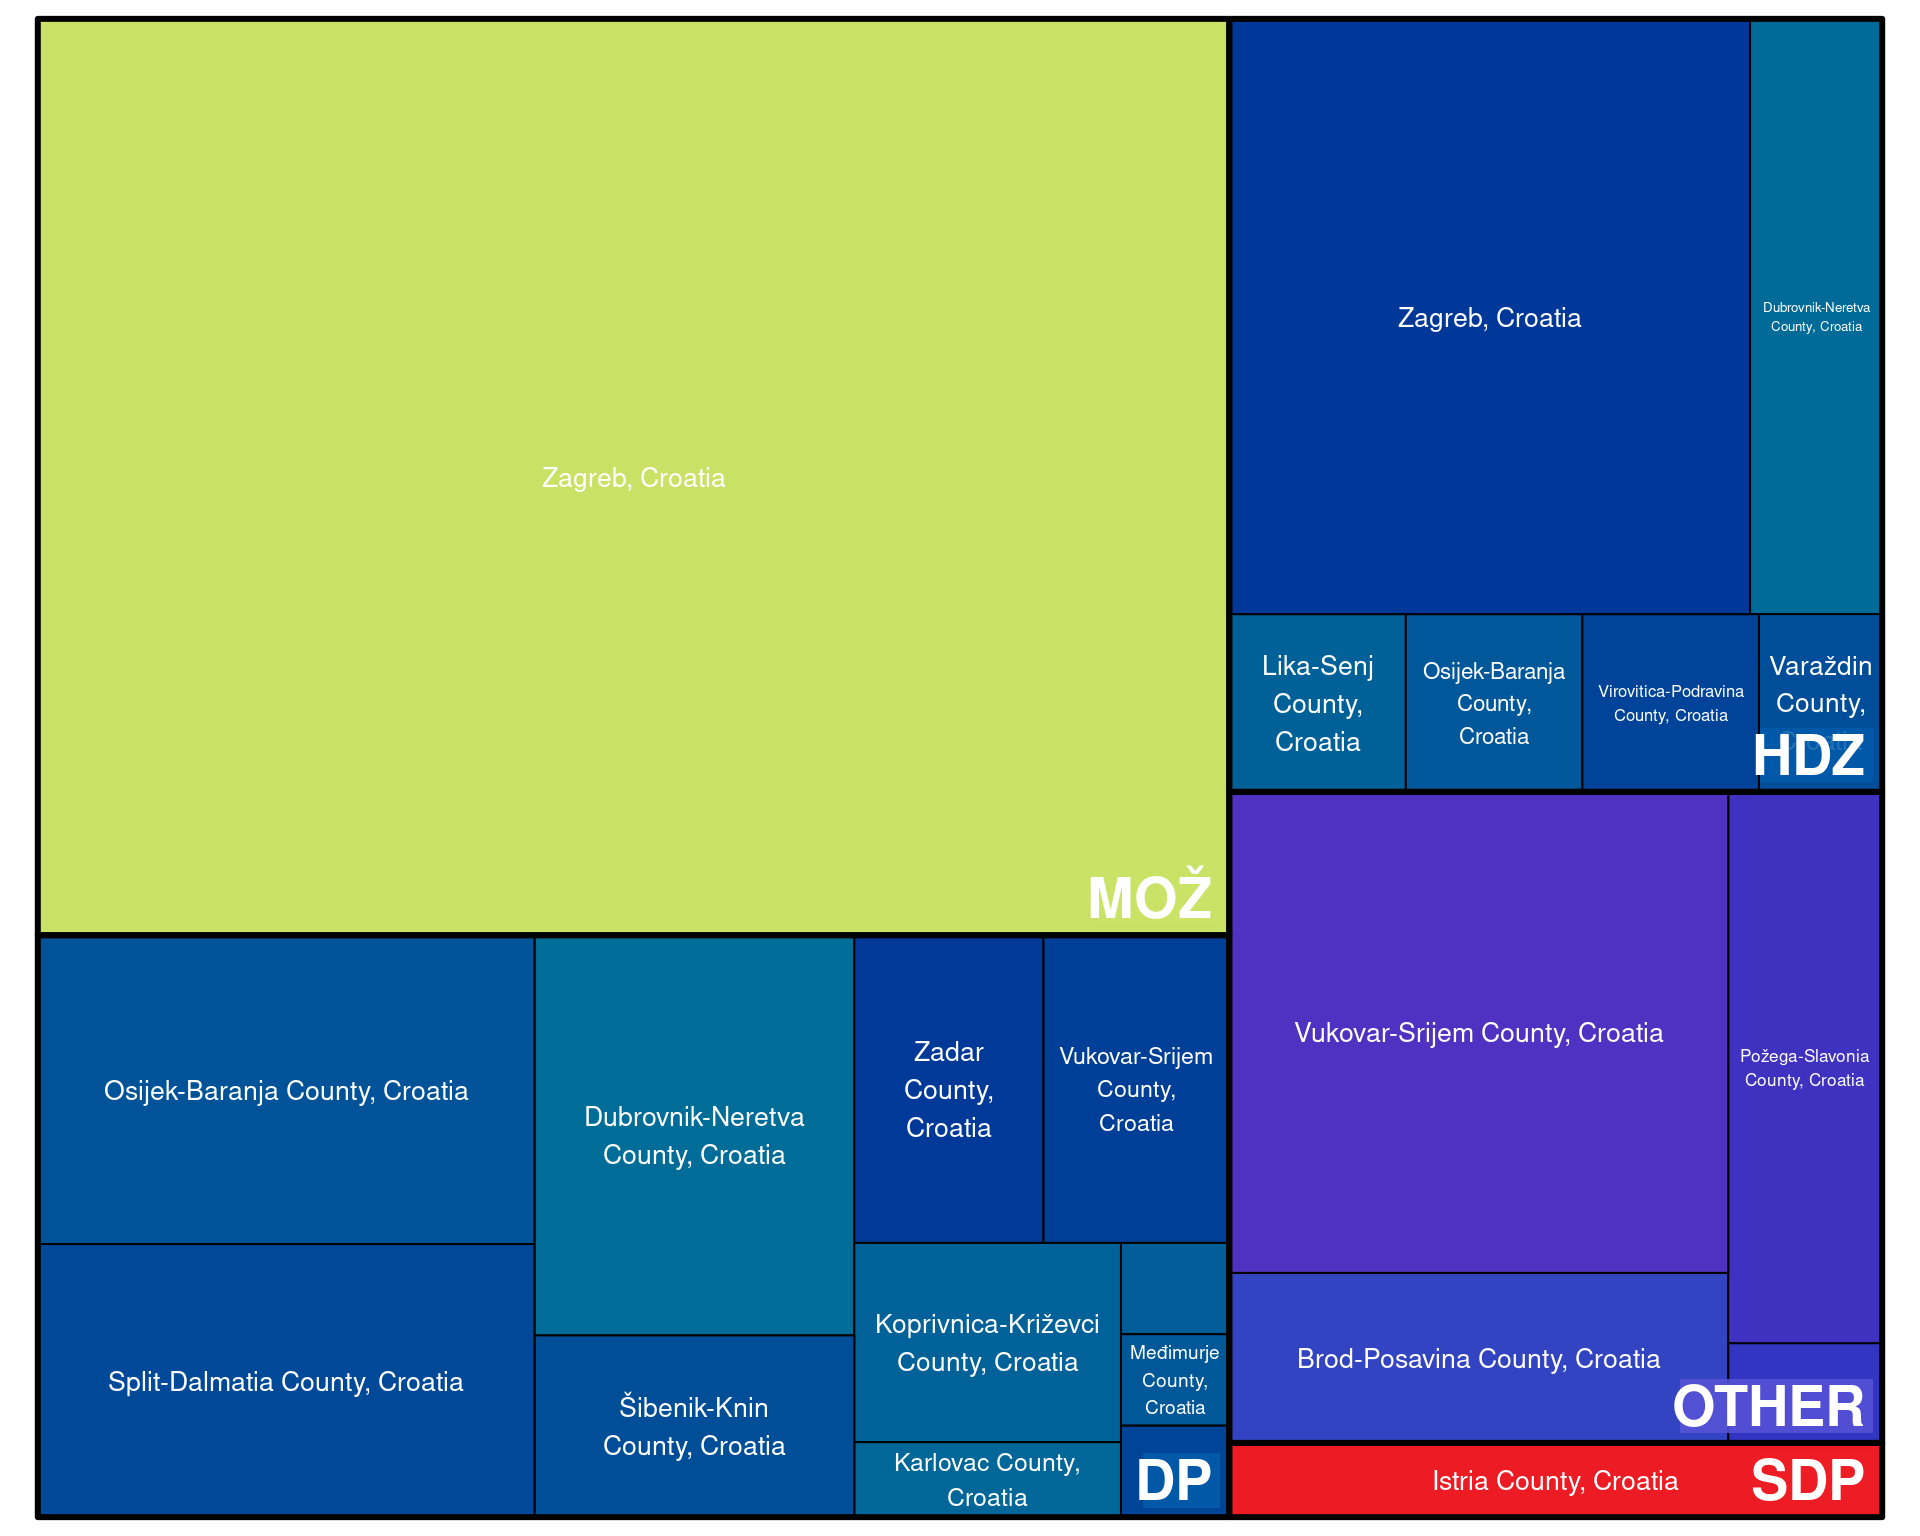 Zagreb, Croatia
MOŽ
Zagreb, Croatia
Dubrovnik-Neretva
County, Croatia
Lika-Senj
County,
Croatia
Osijek-Baranja
County,
Croatia
Virovitica-Podravina
County, Croatia
Varaždin
County,
HDZ
Osijek-Baranja County, Croatia
Split-Dalmatia County, Croatia
Dubrovnik-Neretva
County, Croatia
Šibenik-Knin
County, Croatia
Zadar
County,
Croatia
Vukovar-Srijem
County,
Croatia
Koprivnica-Križevci
County, Croatia
Karlovac County,
Croatia
Međimurje
County,
Croatia
DP
Vukovar-Srijem County, Croatia
Požega-Slavonia
County, Croatia
Brod-Posavina County, Croatia
OTHER
Istria County, Croatia
SDP